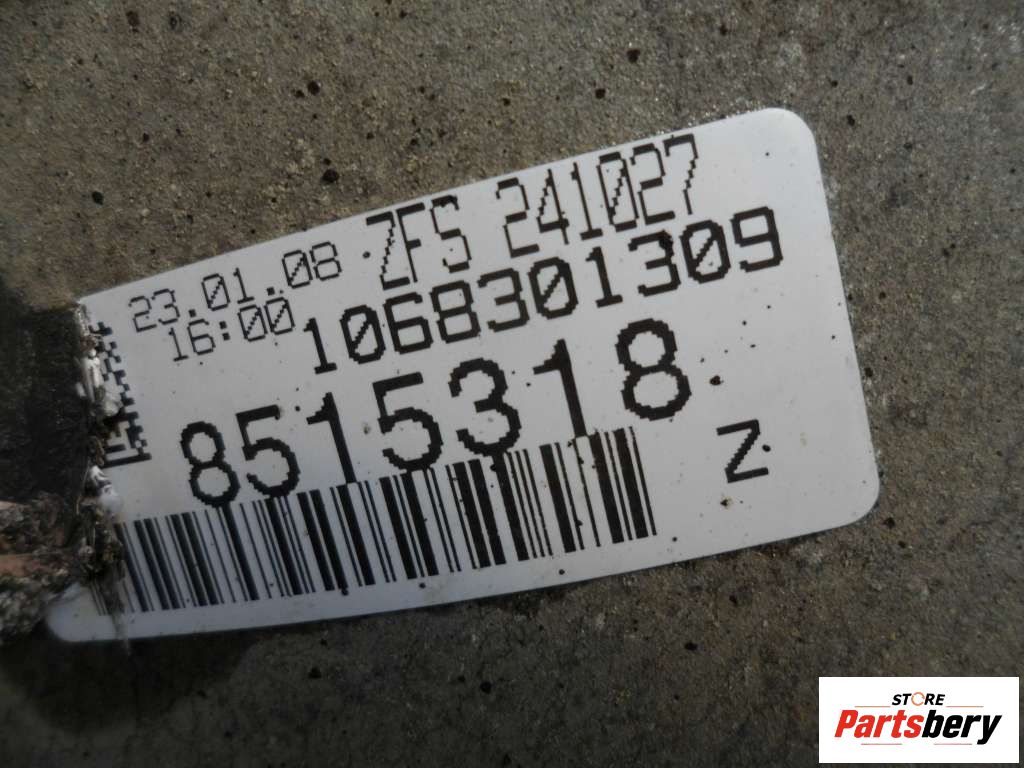 23.01.08 ZFS 241027
16:00 1068301309
8515318
Z
STORE
Partsbery